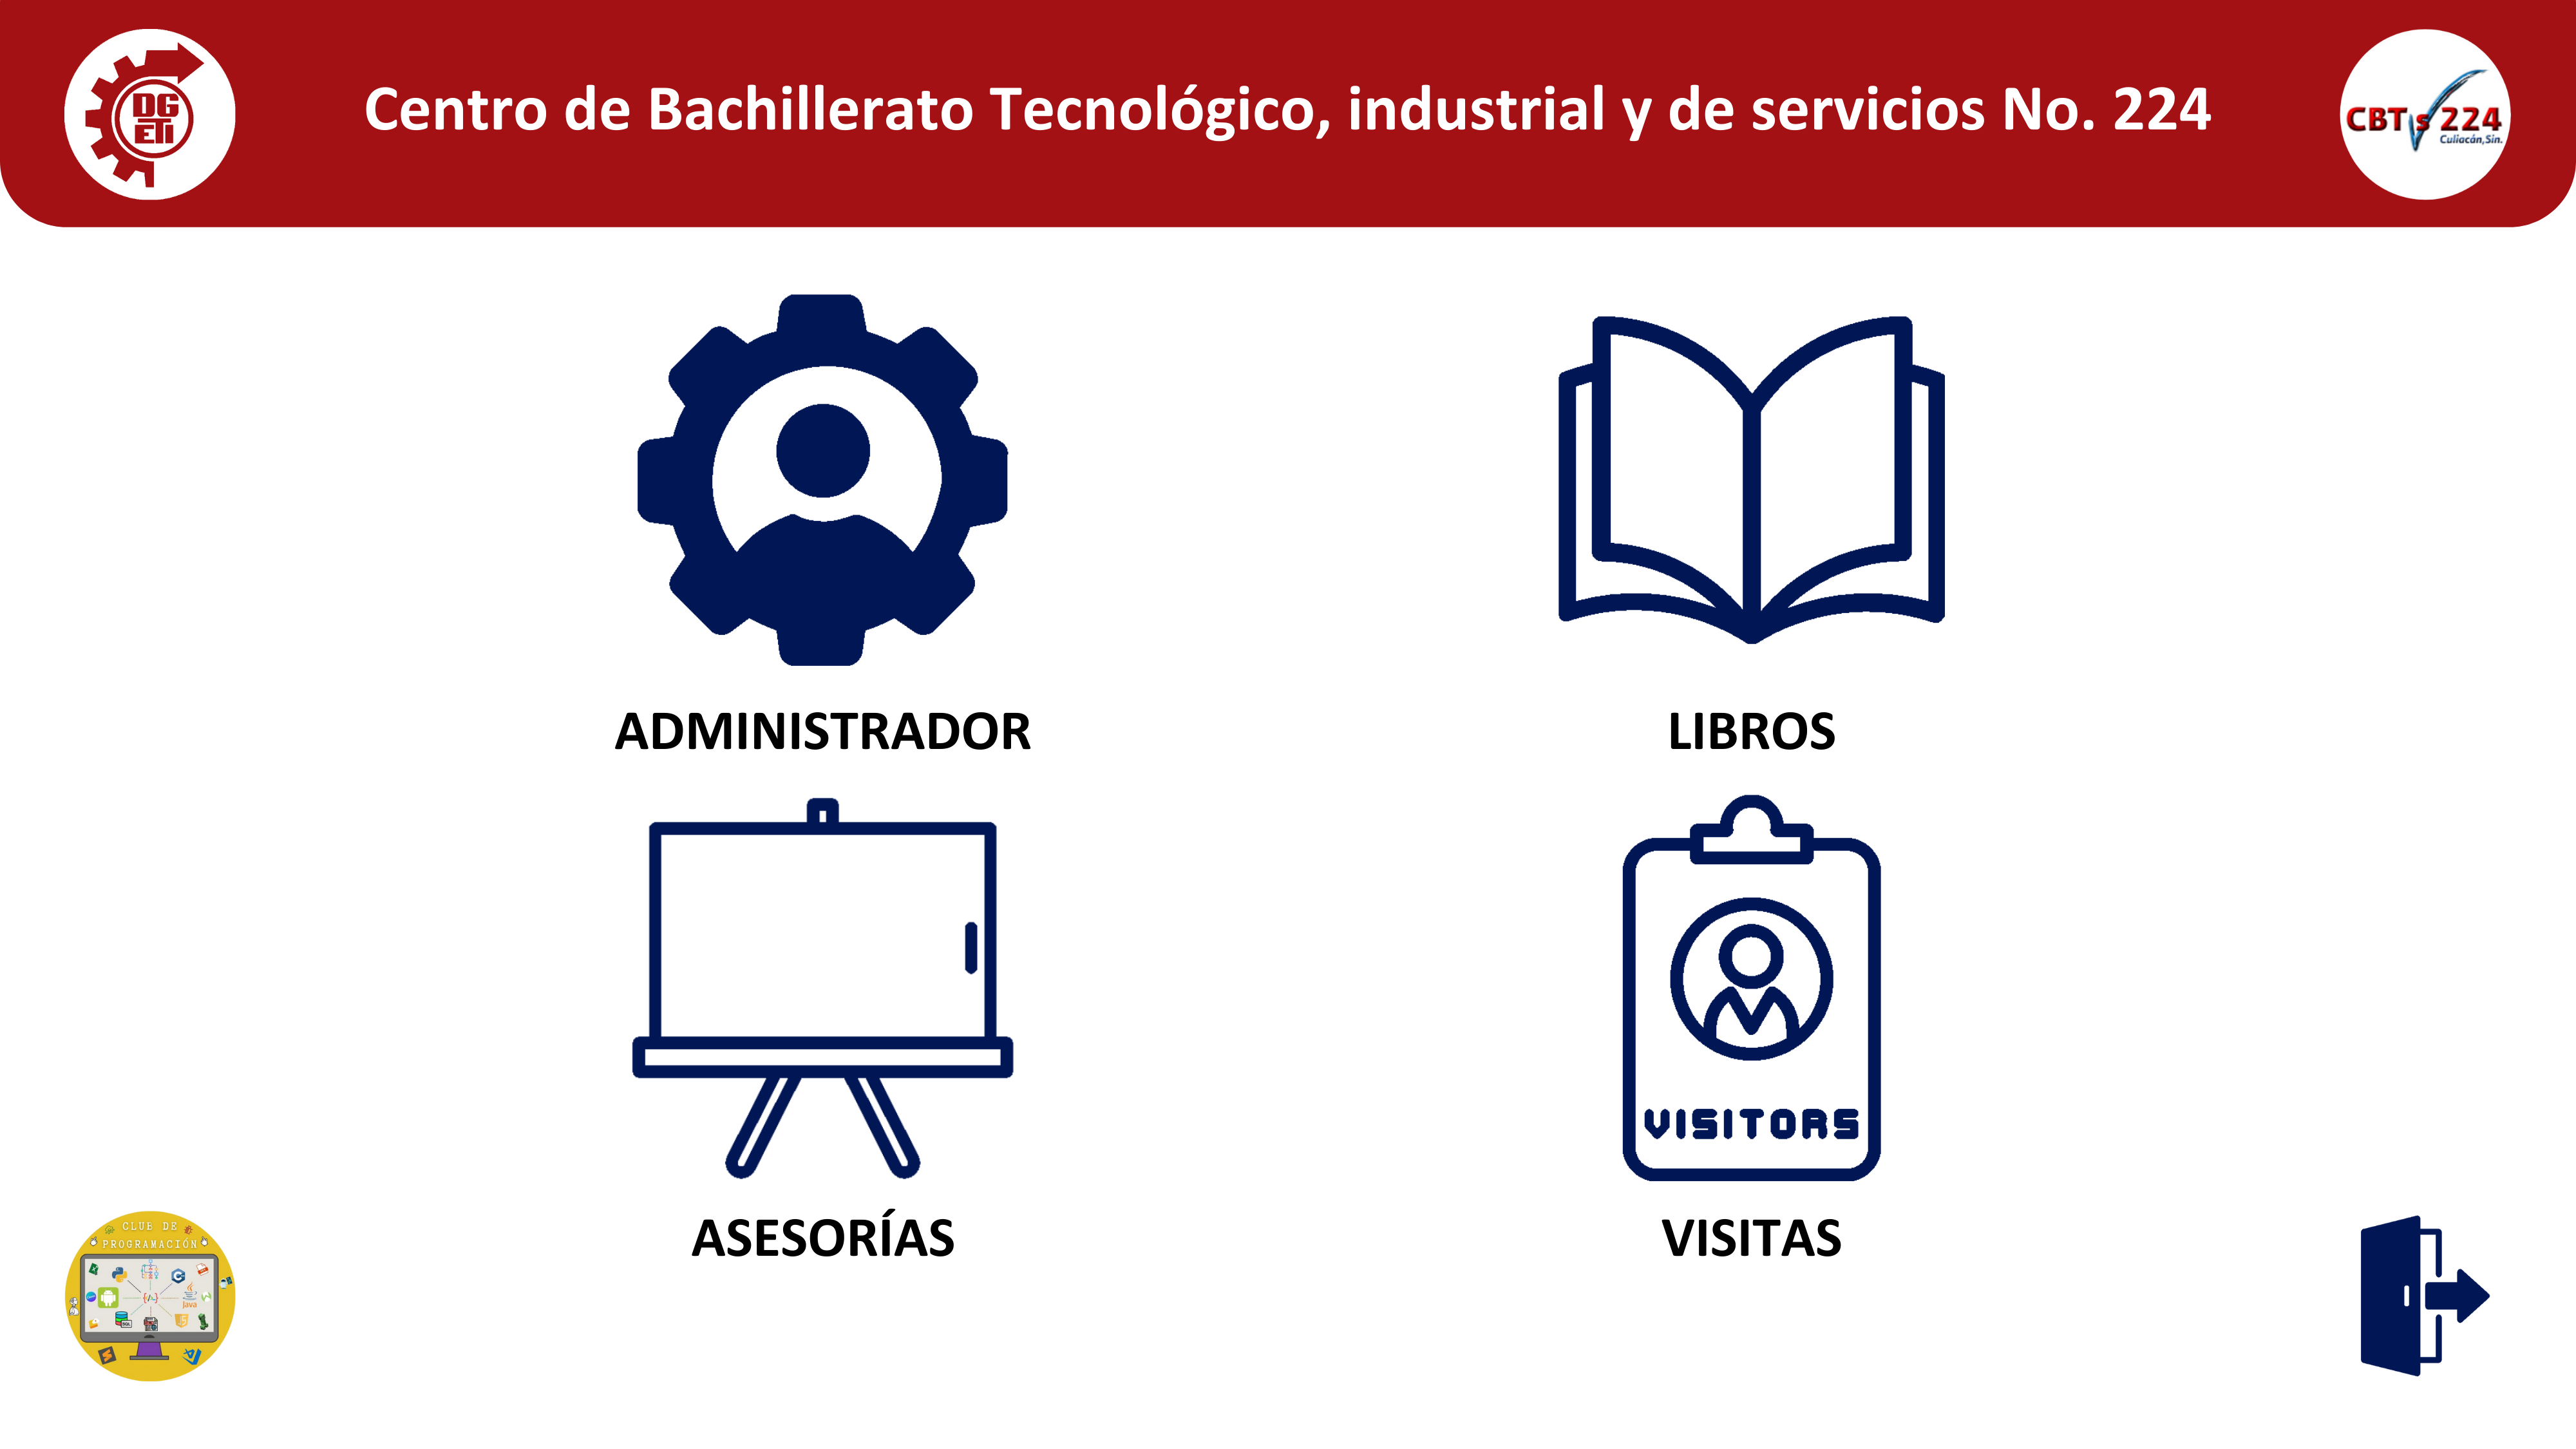 DG
ETi
Centro de Bachillerato Tecnológico, industrial y de servicios No. 224
CBTis 224
Culiacán,Sin.
ADMINISTRADOR
LIBROS
VISITORS
ASESORÍAS
VISITAS
CLUB DE
PROGRAMACIÓN
Java
SQL